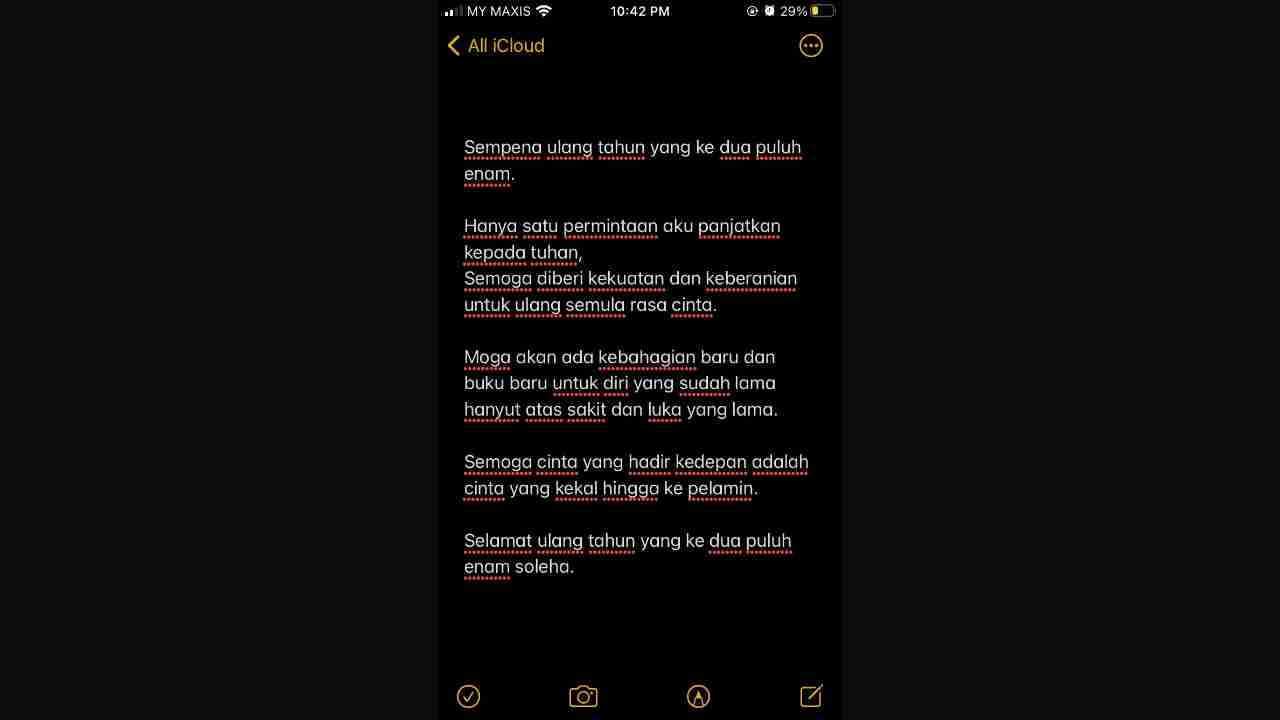 MY MAXIS 10:42 PM 29%
All iCloud
Sempena ulang tahun yang ke dua puluh
enam.
Hanya satu permintaan aku panjatkan
kepada tuhan,
Semoga diberi kekuatan dan keberanian
untuk ulang semula rasa cinta.
Moga akan ada kebahagian baru dan
buku baru untuk diri yang sudah lama
hanyut atas sakit dan luka yang lama.
Semoga cinta yang hadir kedepan adalah
cinta yang kekal hingga ke pelamin.
Selamat ulang tahun yang ke dua puluh
enam soleha.